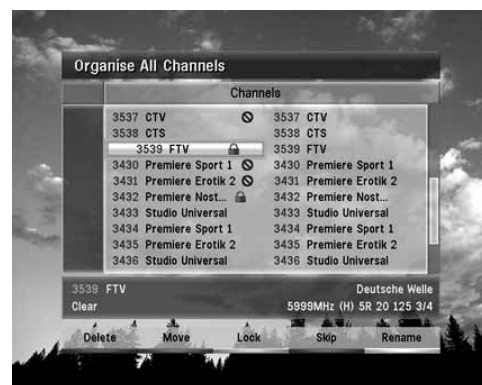 Organise All Channels
Channels
3537 CTV 3537 CTV
3538 CTS 3538 CTS
3539 FTV 3539 FTV
3430 Premiere Sport 1 3430 Premiere Sport 1
3431 Premiere Erotik 2 3431 Premiere Erotik 2
3432 Premiere Nost... 3432 Premiere Nost...
3433 Studio Universal 3433 Studio Universal
3434 Premiere Sport 1 3434 Premiere Sport 1
3435 Premiere Erotik 2 3435 Premiere Erotik 2
3436 Studio Universal 3436 Studio Universal
3539 FTV Deutsche Welle
Clear 5999MHz (H) 5R 20 125 3/4
Delete Move Lock Skip Rename